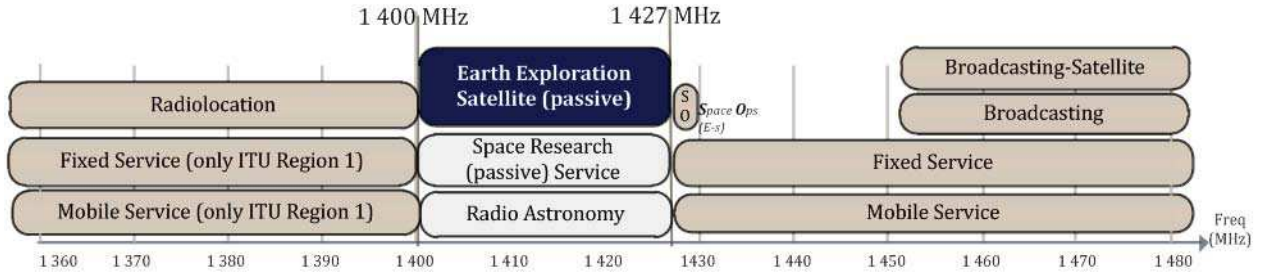 1 400 MHz
1 427 MHz
Earth Exploration
Satellite (passive)
Broadcasting-Satellite
Radiolocation
S
O
Space Ops
(E-s)
Broadcasting
Fixed Service (only ITU Region 1)
Space Research
(passive) Service
Fixed Service
Mobile Service (only ITU Region 1)
Radio Astronomy
Mobile Service
Freq
(MHz)
1 360
1 370
1 380
1 390
1 400
1 410
1 420
1430
1 440
1 450
1 460
1 470
1 480